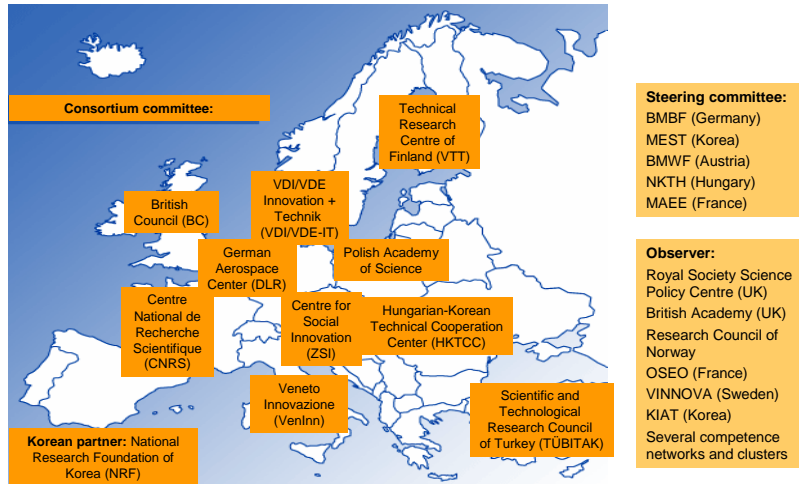 Consortium committee:
Technical
Research
Centre of
Finland (VTT)
British
Council (BC)
VDI/VDE
Innovation +
Technik
(VDI/VDE-IT)
German
Aerospace
Center (DLR)
Polish Academy
of Science
Centre
National de
Recherche
Scientifique
(CNRS)
Centre for
Social
Innovation
(ZSI)
Hungarian-Korean
Technical Cooperation
Center (HKTCC)
Veneto
Innovazione
(VenInn)
Scientific and
Technological
Research Council
of Turkey (TÜBITAK)
Korean partner: National
Research Foundation of
Korea (NRF)
Steering committee:
BMBF (Germany)
MEST (Korea)
BMWF (Austria)
NKTH (Hungary)
MAEE (France)
Observer:
Royal Society Science
Policy Centre (UK)
British Academy (UK)
Research Council of
Norway
OSEO (France)
VINNOVA (Sweden)
KIAT (Korea)
Several competence
networks and clusters